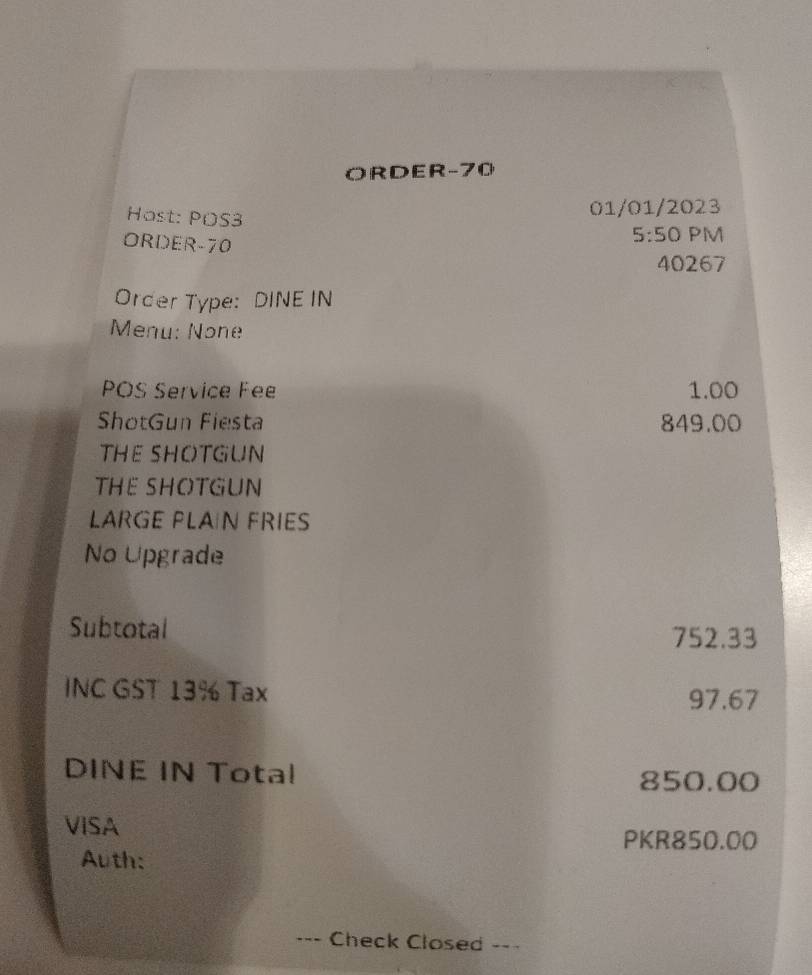 ORDER-70
Host: POS3 01/01/2023
ORDER-70 5:50 PM
40267
Order Type: DINE IN
Menu: None
POS Service Fee 1.00
ShotGun Fiesta 849.00
THE SHOTGUN
THE SHOTGUN
LARGE PLAIN FRIES
No Upgrade
Subtotal 752.33
INC GST 13% Tax 97.67
DINE IN Total 850.00
VISA PKR850.00
Auth:
--- Check Closed ---